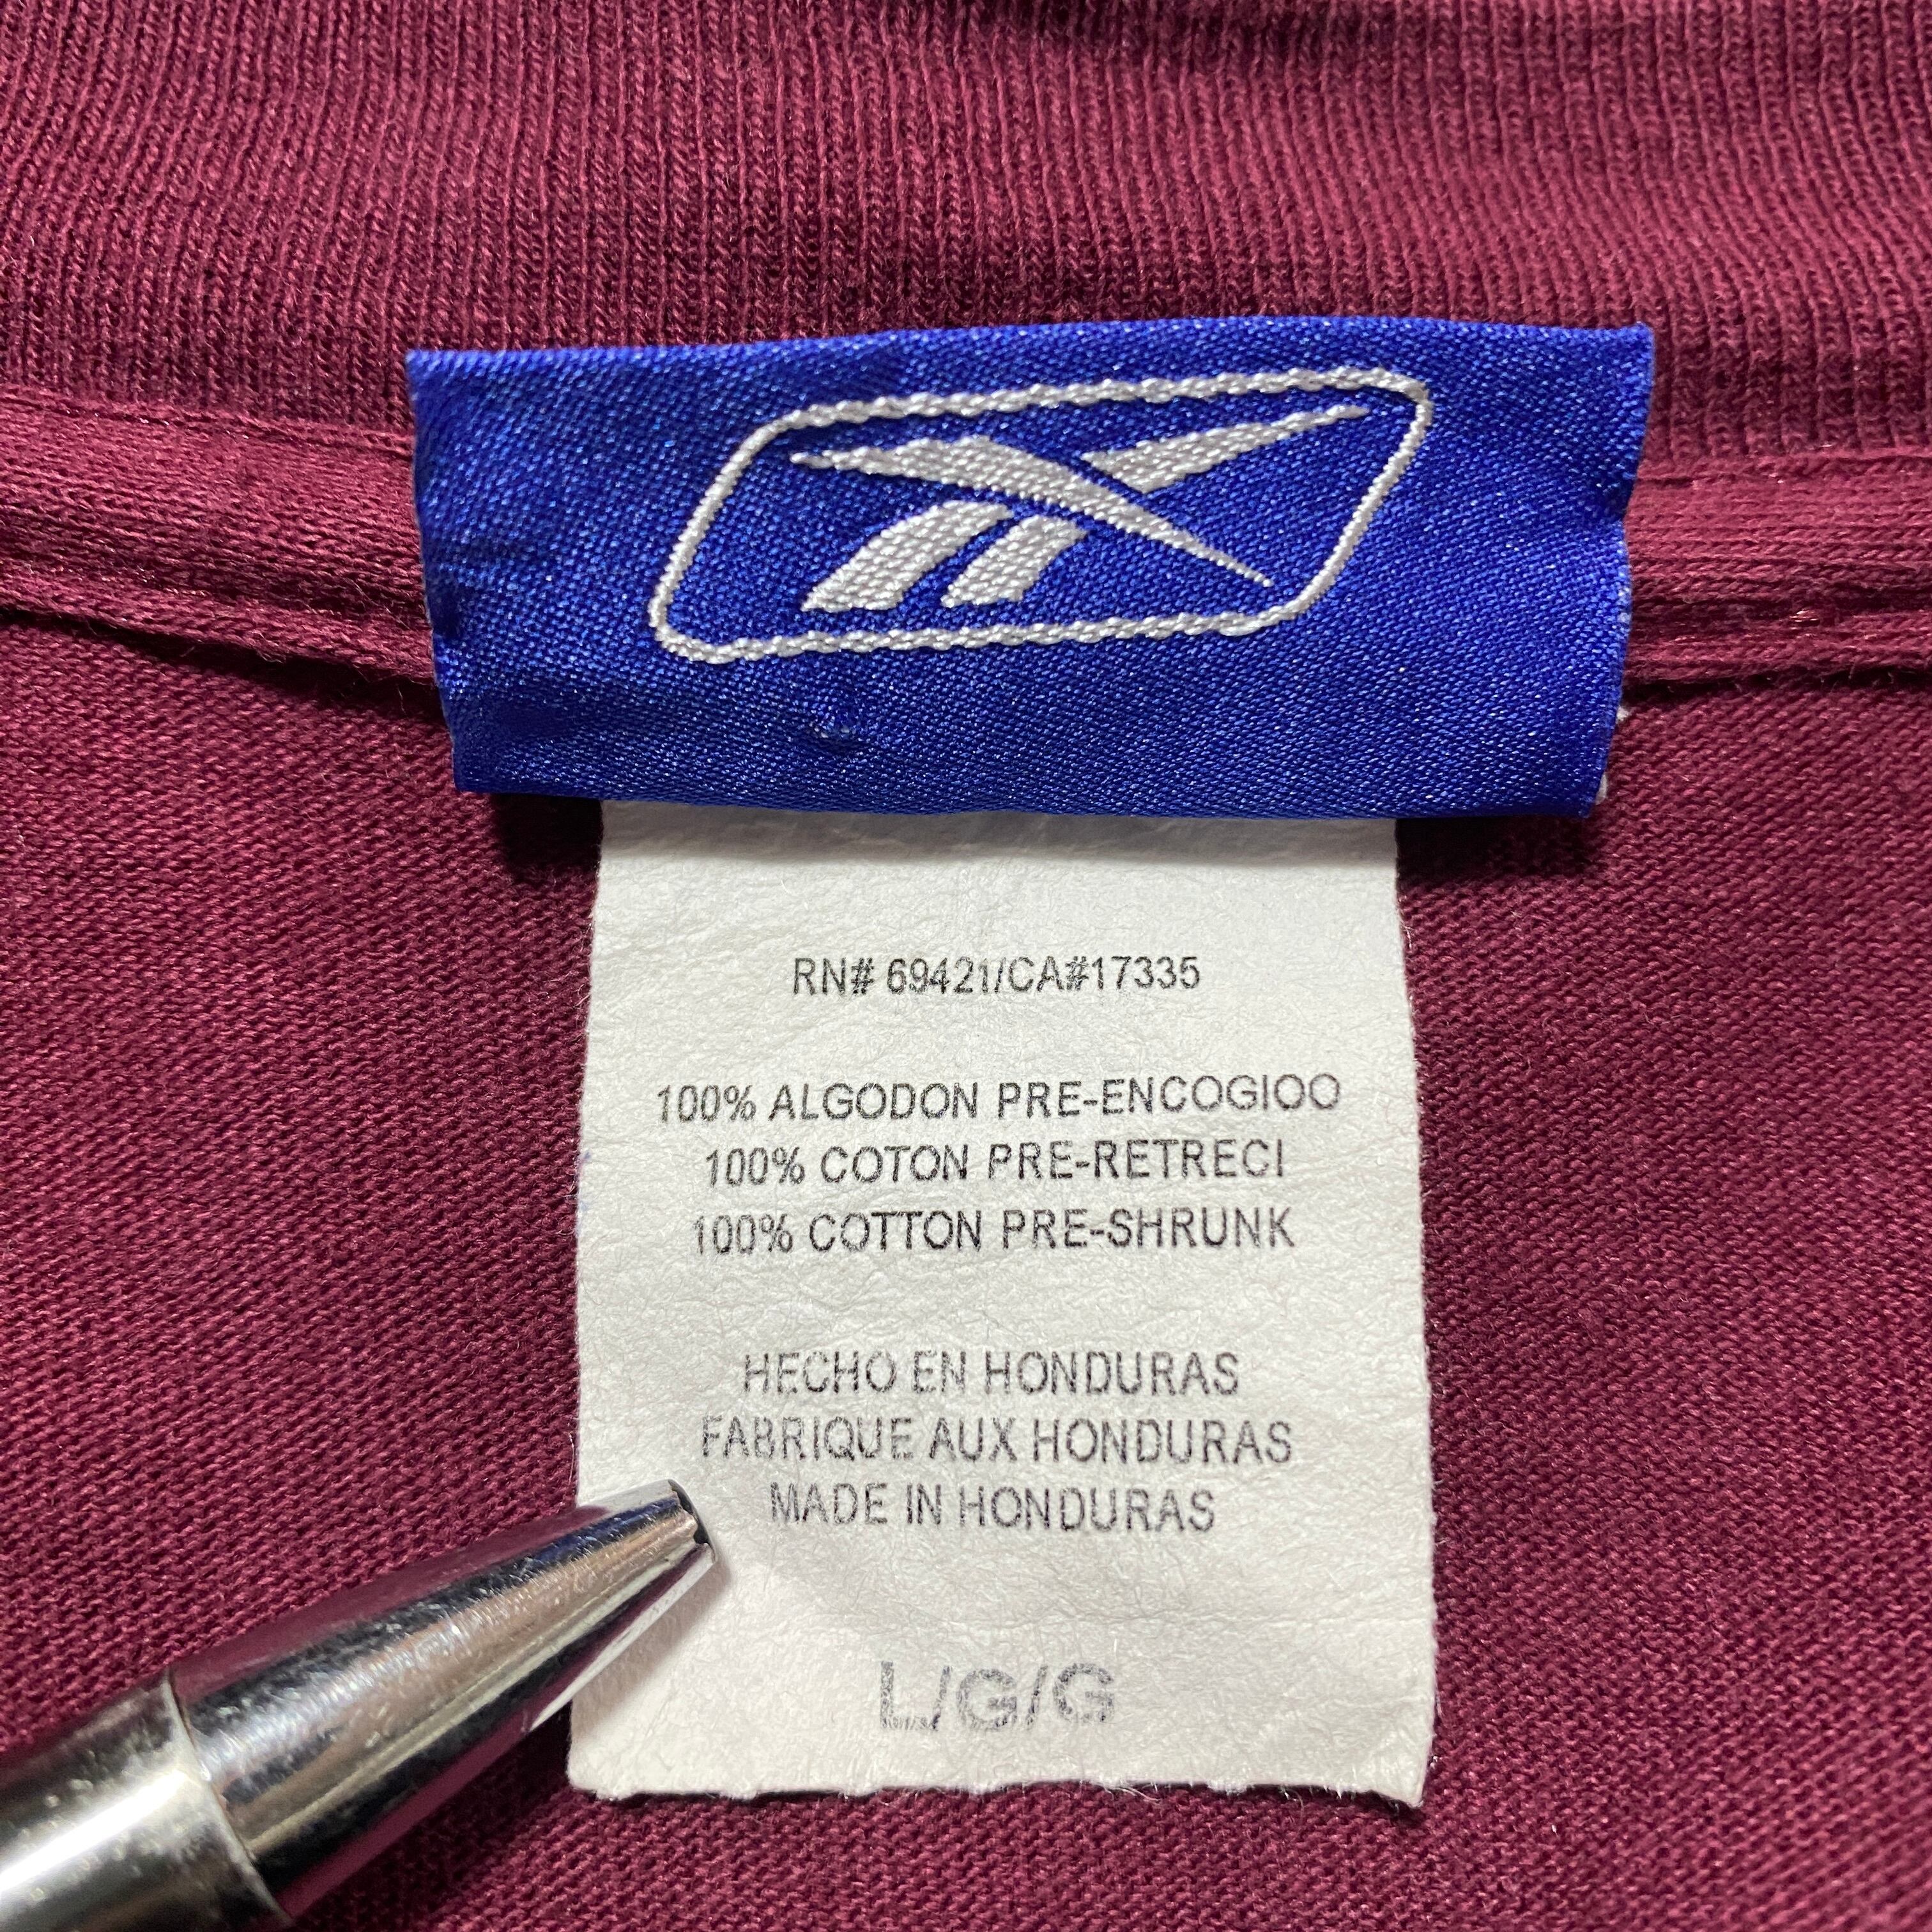 RN# 69421/CA#17335
100% ALGODON PRE-ENCOGIOO
100% COTON PRE-RETRECI
100% COTTON PRE-SHRUNK
HECHO EN HONDURAS
FABRIQUE AUX HONDURAS
MADE IN HONDURAS
L/G/G